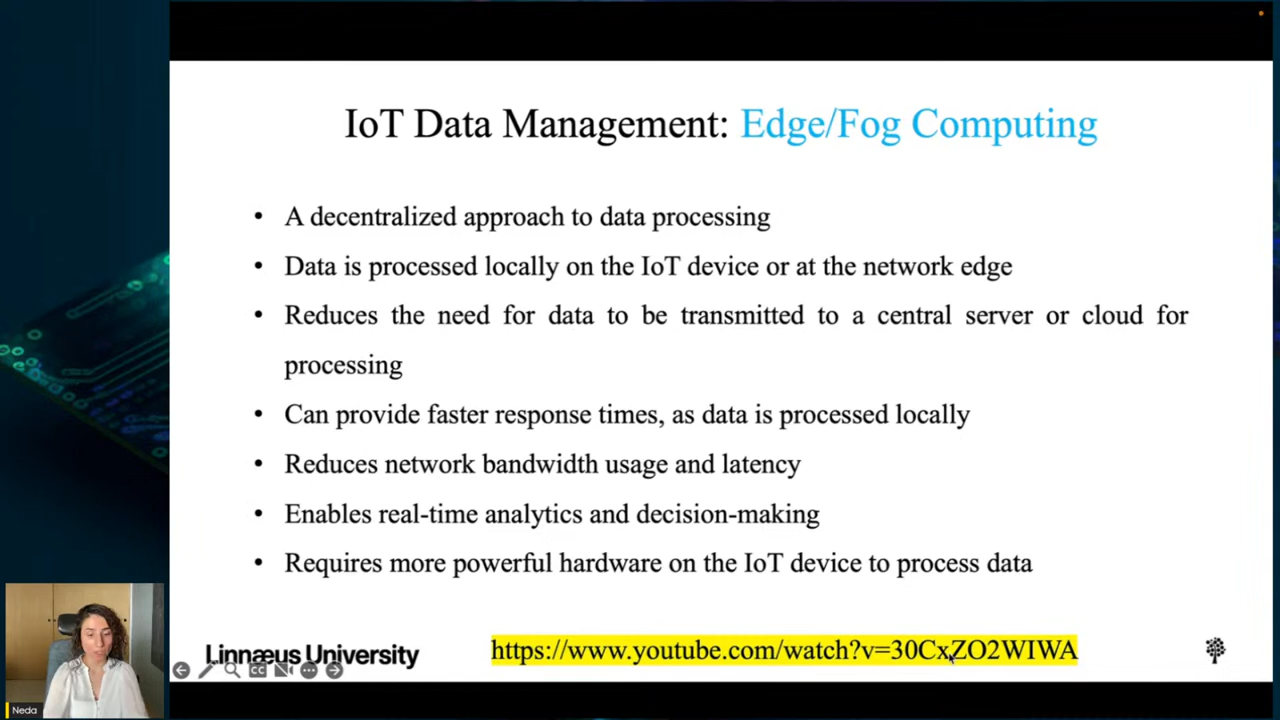 IoT Data Management: Edge/Fog Computing
• A decentralized approach to data processing
• Data is processed locally on the IoT device or at the network edge
• Reduces the need for data to be transmitted to a central server or cloud for
processing
• Can provide faster response times, as data is processed locally
• Reduces network bandwidth usage and latency
• Enables real-time analytics and decision-making
• Requires more powerful hardware on the IoT device to process data
Linnæus University
https://www.youtube.com/watch?v=30CxZO2WIWA
CC
Neda